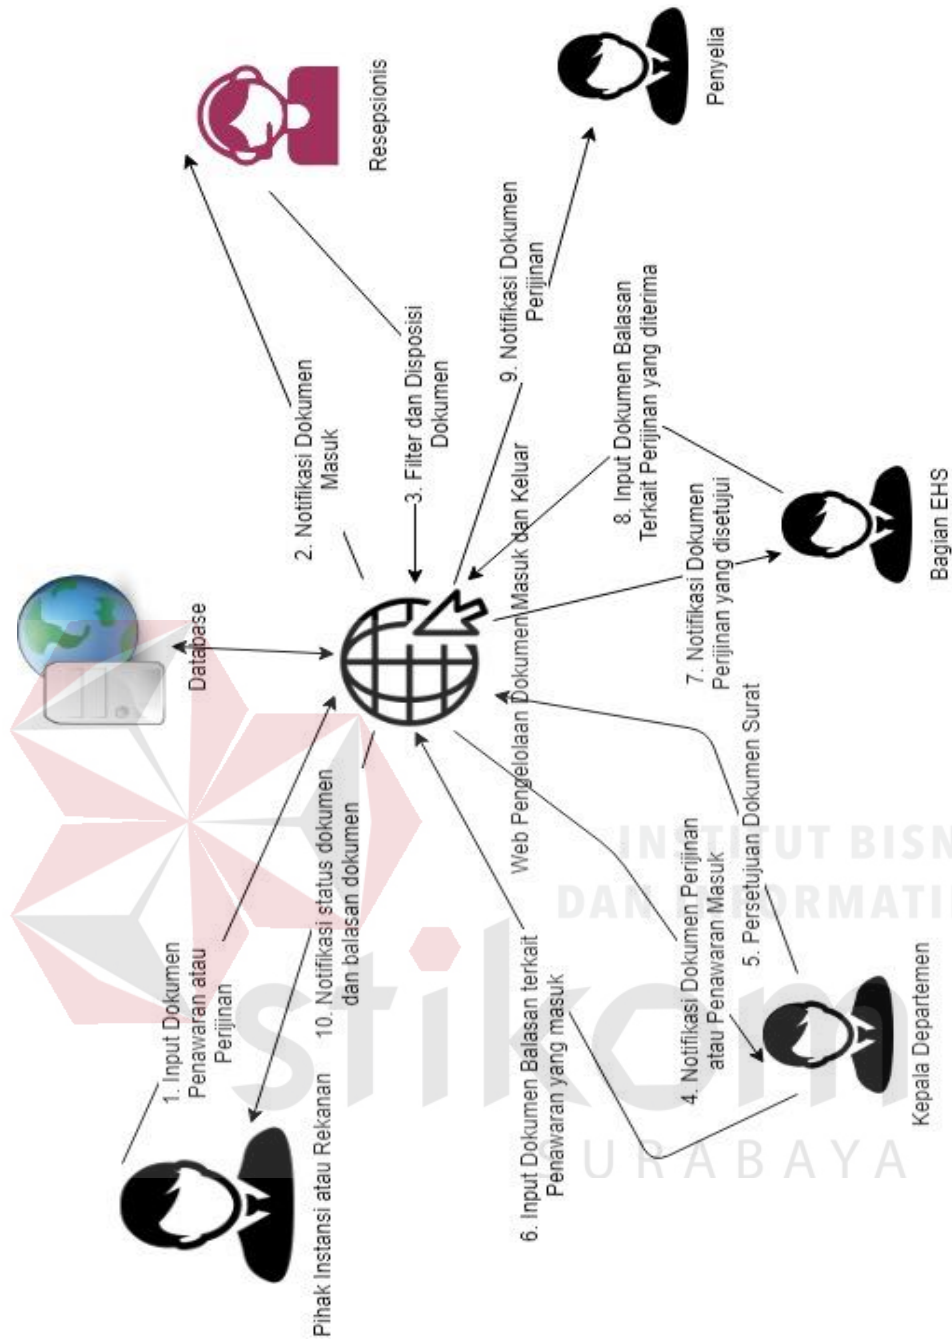 1. Input Dokumen
Penawaran atau
Perijinan
Pihak Instansi atau Rekanan
10. Notifikasi status dokumen
dan balasan dokumen
Database
2. Notifikasi Dokumen
Masuk
Resepsionis
3. Filter dan Disposisi
Dokumen
Web Pengelolaan Dokumen Masuk dan Keluar
9. Notifikasi Dokumen
Perijinan
Penyelia
6. Input Dokumen Balasan terkait
Penawaran yang masuk
4. Notifikasi Dokumen Perijinan
atau Penawaran Masuk
5. Persetujuan Dokumen Surat
Kepala Departemen
7. Notifikasi Dokumen
Perijinan yang disetujui
8. Input Dokumen Balasan
Terkait Perijinan yang diterima
Bagian EHS
INSTITUT BISN
DAN INFORMATI
stikom
SURABAYA